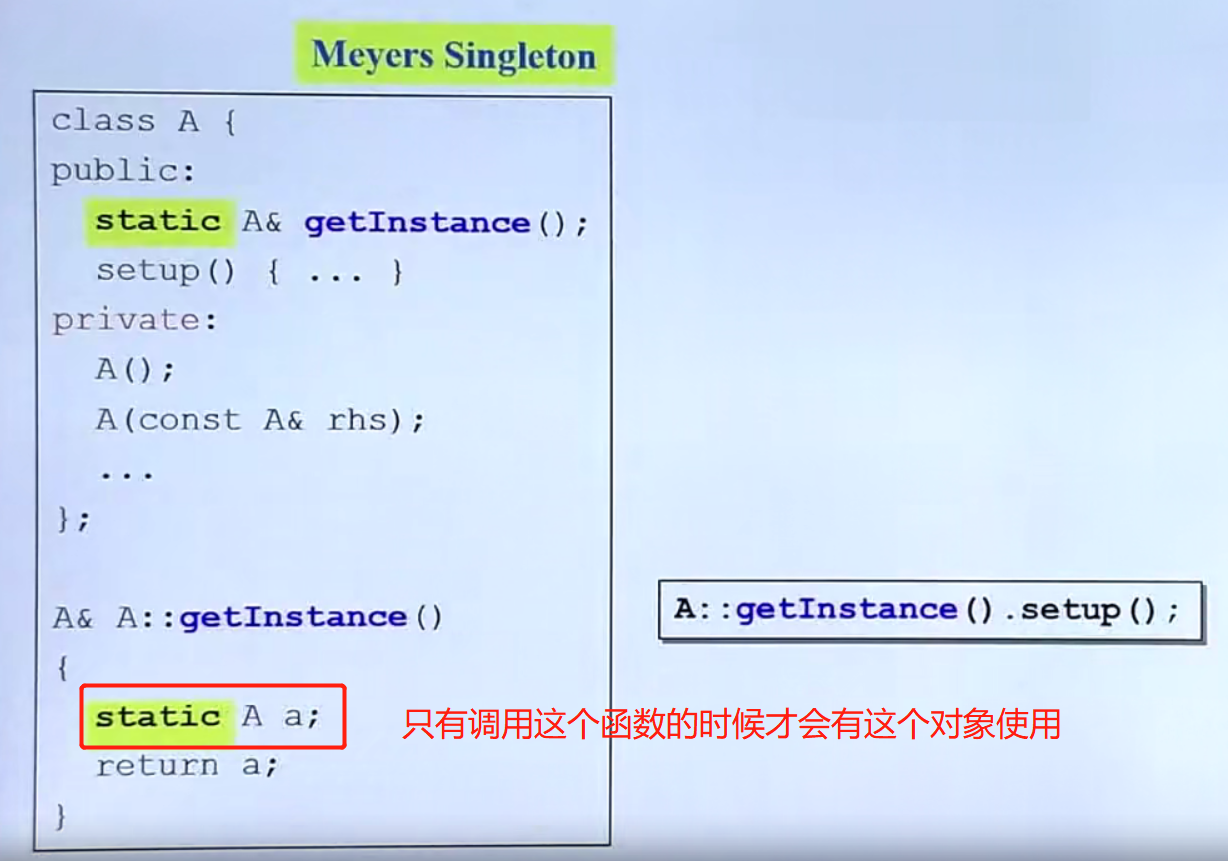 Meyers Singleton
class A {
public:
static A& getInstance();
setup() { ... }
private:
A();
A(const A& rhs);
...
};
A& A::getInstance()
{
static A a;
return a;
}
A::getInstance().setup();
只有调用这个函数的时候才会有这个对象使用